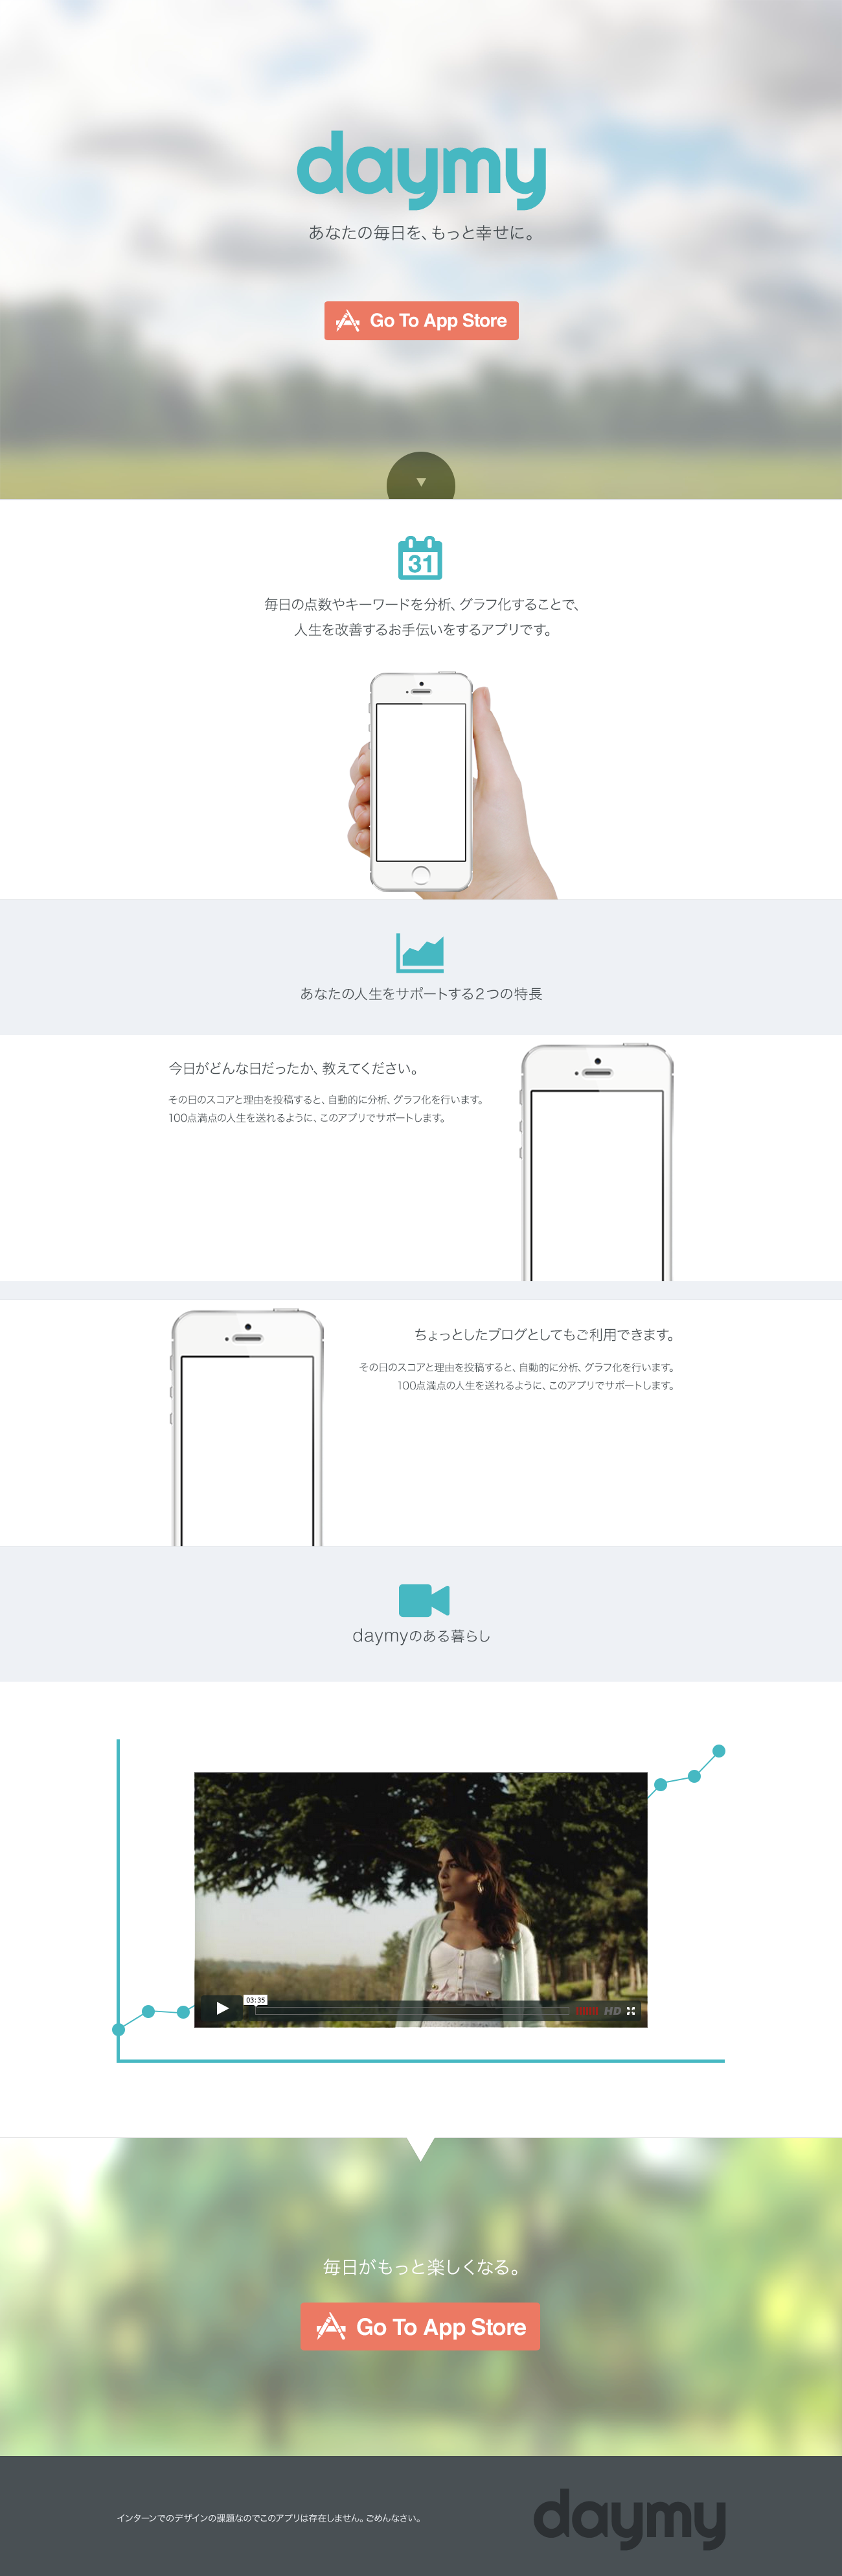 daymy
あなたの毎日を、もっと幸せに。
Go To App Store
31
毎日の点数やキーワードを分析、グラフ化することで、
人生を改善するお手伝いをするアプリです。
あなたの人生をサポートする2つの特長
今日がどんな日だったか、教えてください。
その日のスコアと理由を投稿すると、自動的に分析、グラフ化を行います。
100点満点の人生を送れるように、このアプリでサポートします。
ちょっとしたブログとしてもご利用できます。
その日のスコアと理由を投稿すると、自動的に分析、グラフ化を行います。
100点満点の人生を送れるように、このアプリでサポートします。
daymyのある暮らし
03:35
HD
毎日がもっと楽しくなる。
Go To App Store
インターンでのデザインの課題なのでこのアプリは存在しません。ごめんなさい。
daymy